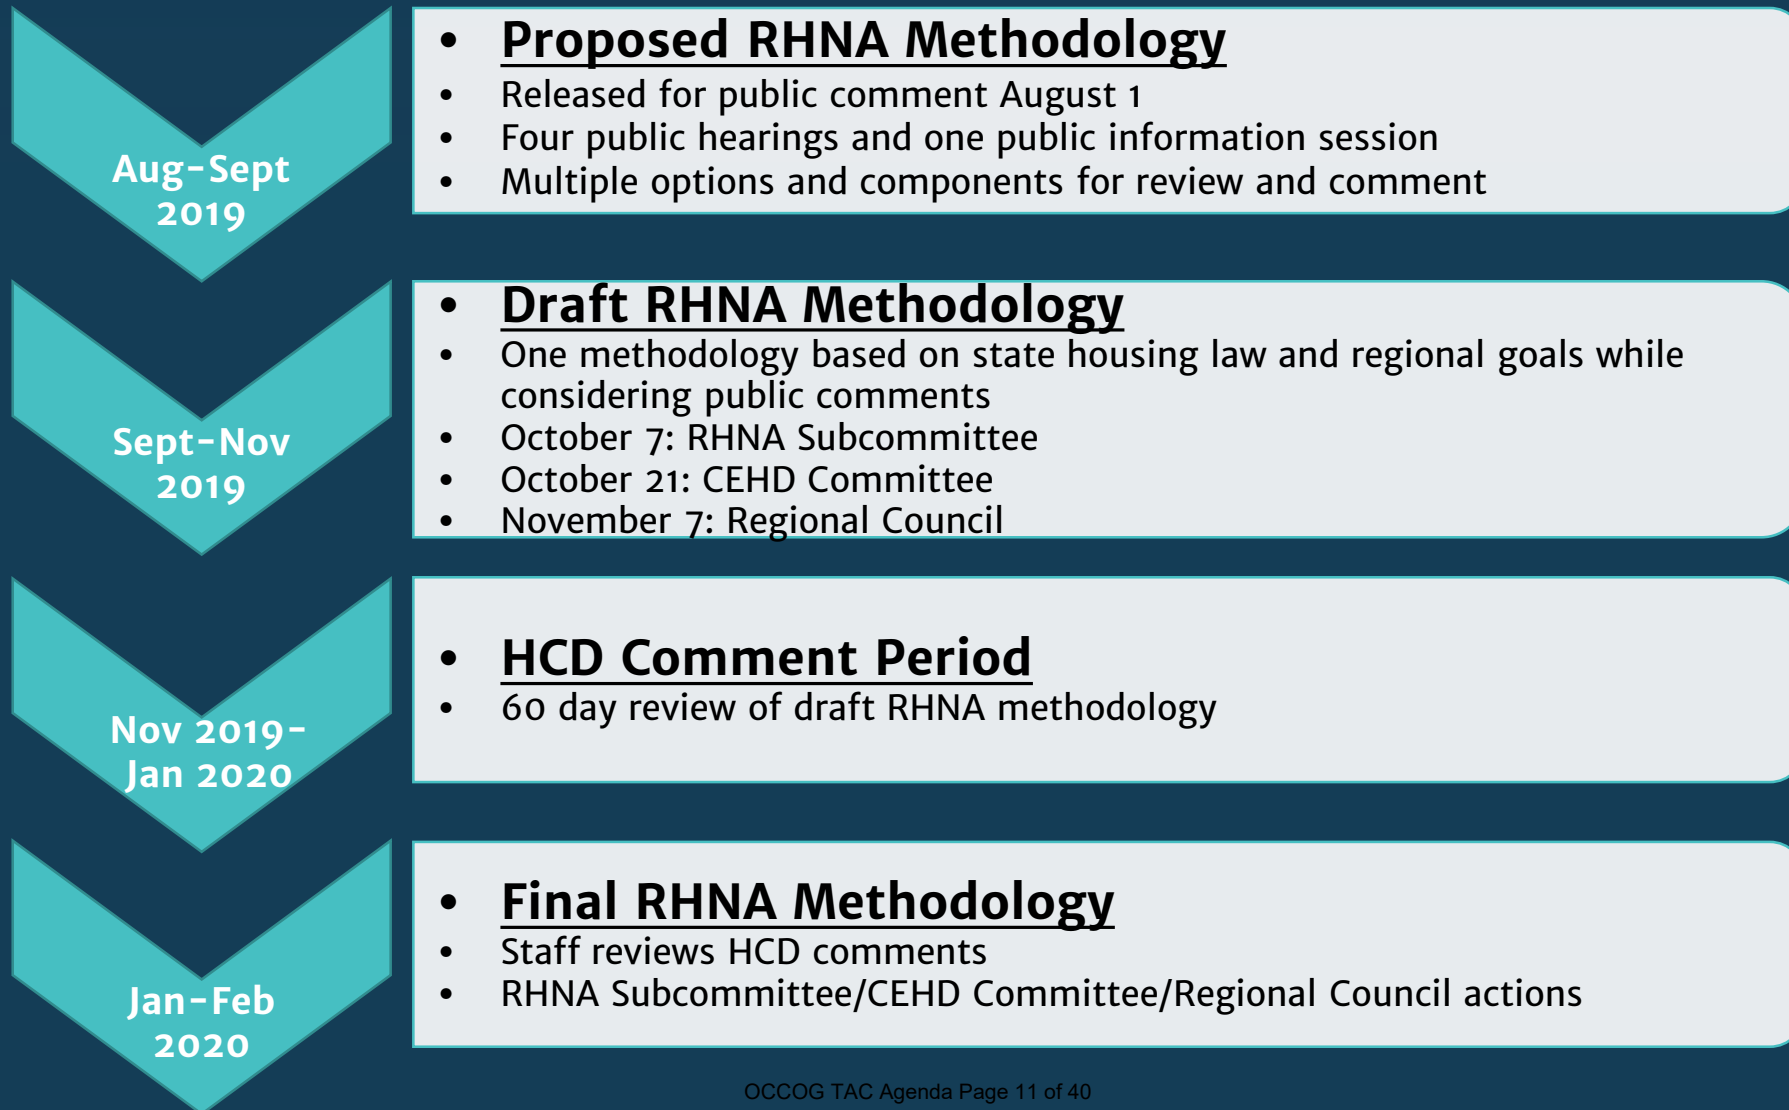 Aug-Sept
2019
• Proposed RHNA Methodology
• Released for public comment August 1
• Four public hearings and one public information session
• Multiple options and components for review and comment
Sept-Nov
2019
• Draft RHNA Methodology
• One methodology based on state housing law and regional goals while
considering public comments
• October 7: RHNA Subcommittee
• October 21: CEHD Committee
• November 7: Regional Council
Nov 2019-
Jan 2020
• HCD Comment Period
• 60 day review of draft RHNA methodology
Jan-Feb
2020
• Final RHNA Methodology
• Staff reviews HCD comments
• RHNA Subcommittee/CEHD Committee/Regional Council actions
OCCOG TAC Agenda Page 11 of 40